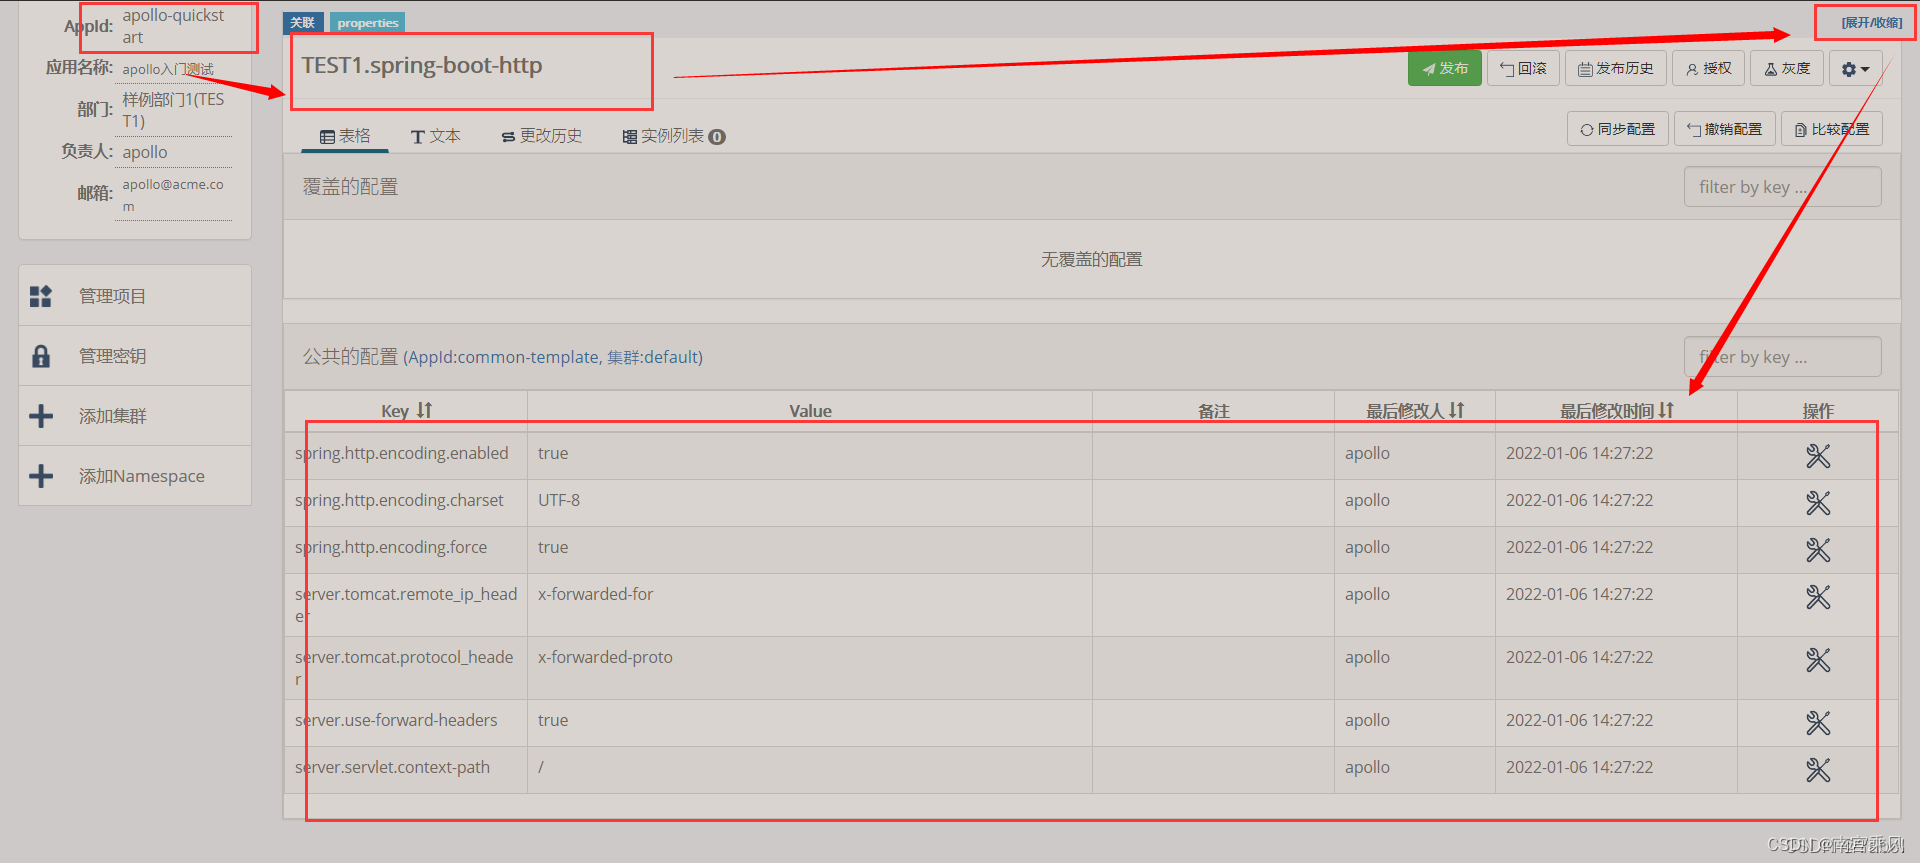 AppId:
apollo-quickst
art
应用名称: apollo入门测试
部门:
样例部门1(TES
T1)
负责人: apollo
邮箱:
apollo@acme.co
m
管理项目
管理密钥
添加集群
添加Namespace
关联 properties
[展开/收缩]
TEST1.spring-boot-http
发布 回滚 发布历史 授权 灰度
表格 文本 更改历史 实例列表 0
同步配置 撤销配置 比较配置
覆盖的配置
filter by key ...
无覆盖的配置
公共的配置 (AppId:common-template, 集群:default)
filter by key ...
Key Value 备注 最后修改人 最后修改时间 操作
spring.http.encoding.enabled true apollo 2022-01-06 14:27:22
spring.http.encoding.charset UTF-8 apollo 2022-01-06 14:27:22
spring.http.encoding.force true apollo 2022-01-06 14:27:22
server.tomcat.remote_ip_head x-forwarded-for apollo 2022-01-06 14:27:22
er
server.tomcat.protocol_heade x-forwarded-proto apollo 2022-01-06 14:27:22
r
server.use-forward-headers true apollo 2022-01-06 14:27:22
server.servlet.context-path / apollo 2022-01-06 14:27:22
CSDN @南宫乘风